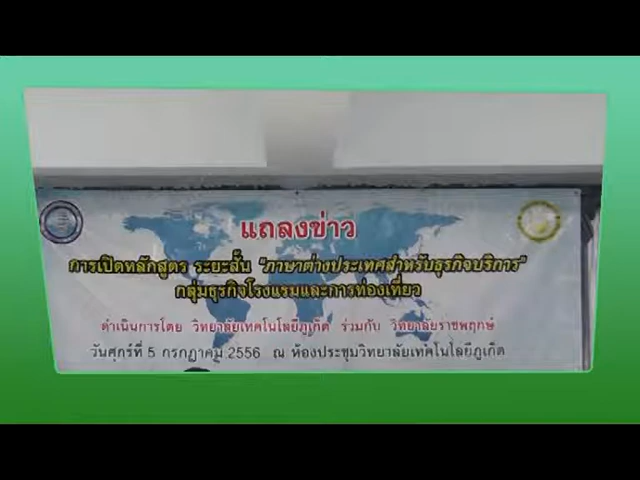 แถลงข่าว
การเปิดหลักสูตร ระยะสั้น "ภาษาต่างประเทศสำหรับธุรกิจบริการ"
กลุ่มธุรกิจโรงแรมและการท่องเที่ยว
ดำเนินการโดย วิทยาลัยเทคโนโลยีภูเก็ต ร่วมกับ วิทยาลัยราชพฤกษ์
วันศุกร์ที่ 5 กรกฎาคม 2556 ณ ห้องประชุมวิทยาลัยเทคโนโลยีภูเก็ต